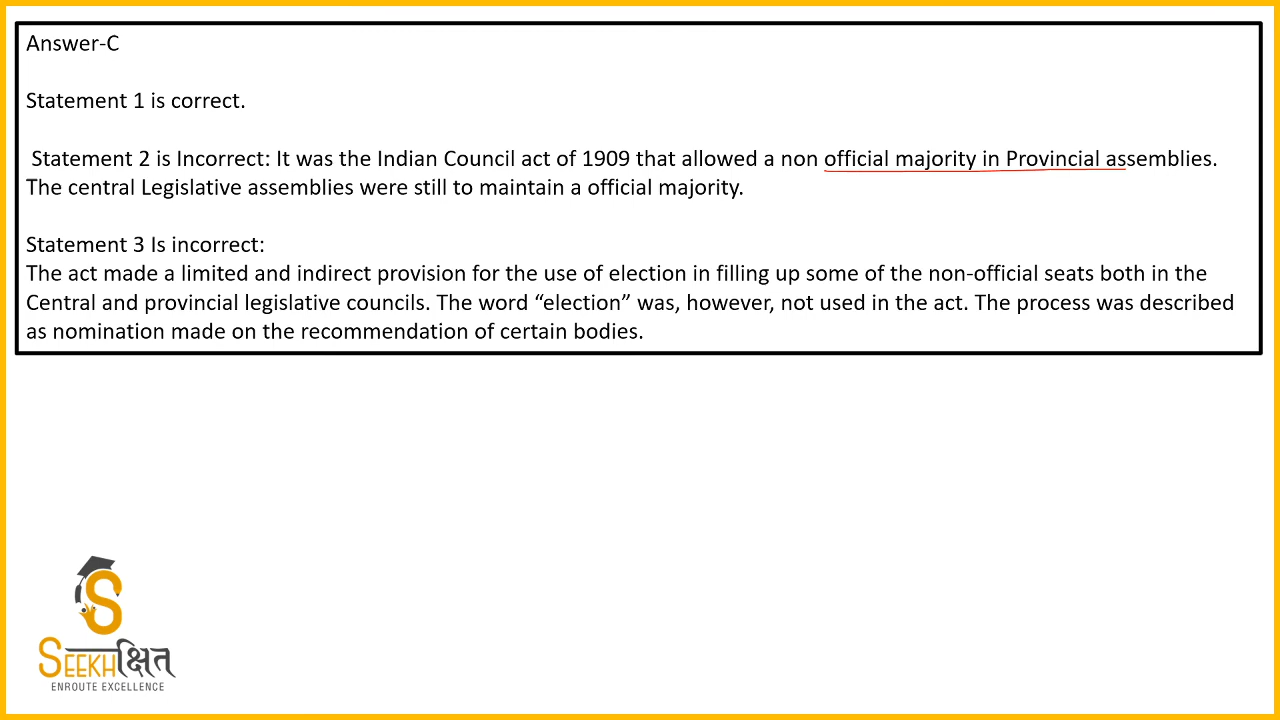 Answer-C
Statement 1 is correct.
Statement 2 is Incorrect: It was the Indian Council act of 1909 that allowed a non official majority in Provincial assemblies.
The central Legislative assemblies were still to maintain a official majority.
Statement 3 Is incorrect:
The act made a limited and indirect provision for the use of election in filling up some of the non-official seats both in the
Central and provincial legislative councils. The word “election” was, however, not used in the act. The process was described
as nomination made on the recommendation of certain bodies.
S
SEEKHक्षित
ENROUTE EXCELLENCE